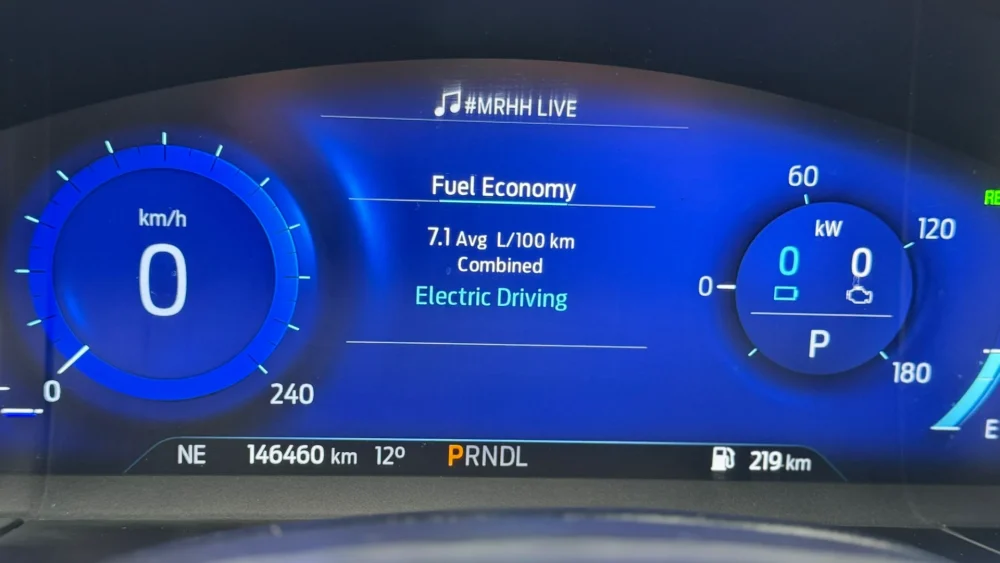 #MRHH LIVE
Fuel Economy
7.1 Avg L/100 km
Combined
Electric Driving
km/h
0
0
240
60
120
kW
0 0
0
P
180
E
NE 146460 km 12º PRNDL 219 km